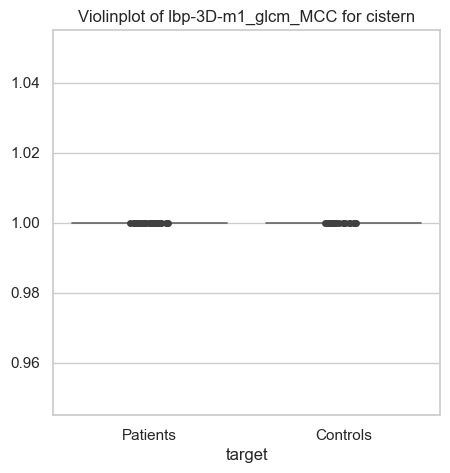 Violinplot of lbp-3D-m1_glcm_MCC for cistern
1.04
1.02
1.00
0.98
0.96
Patients Controls
target